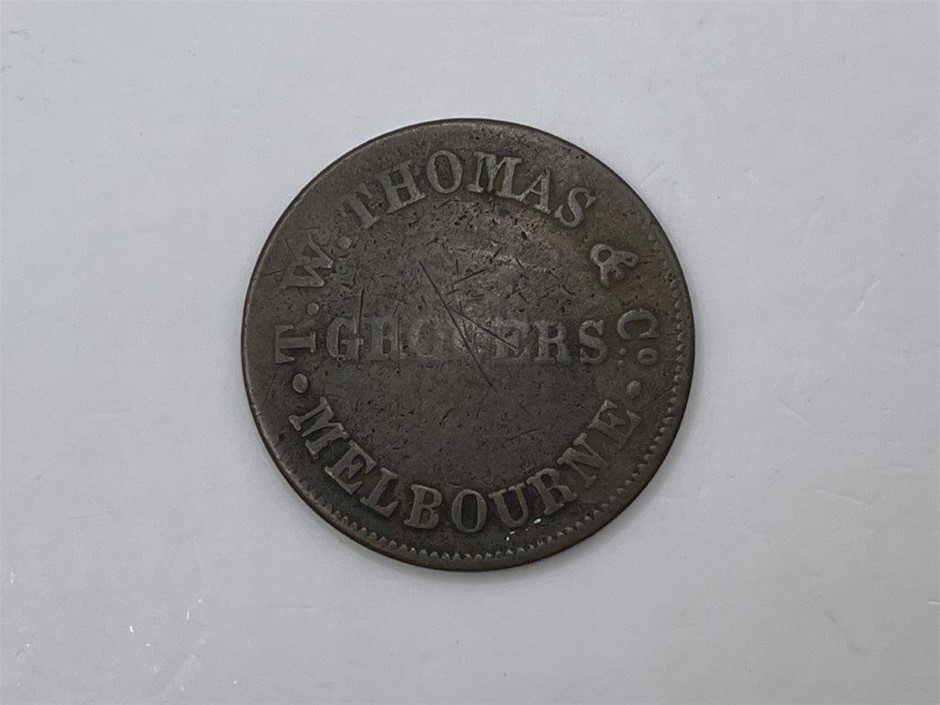 T. W. THOMAS & Co.
GROCERS
• MELBOURNE •